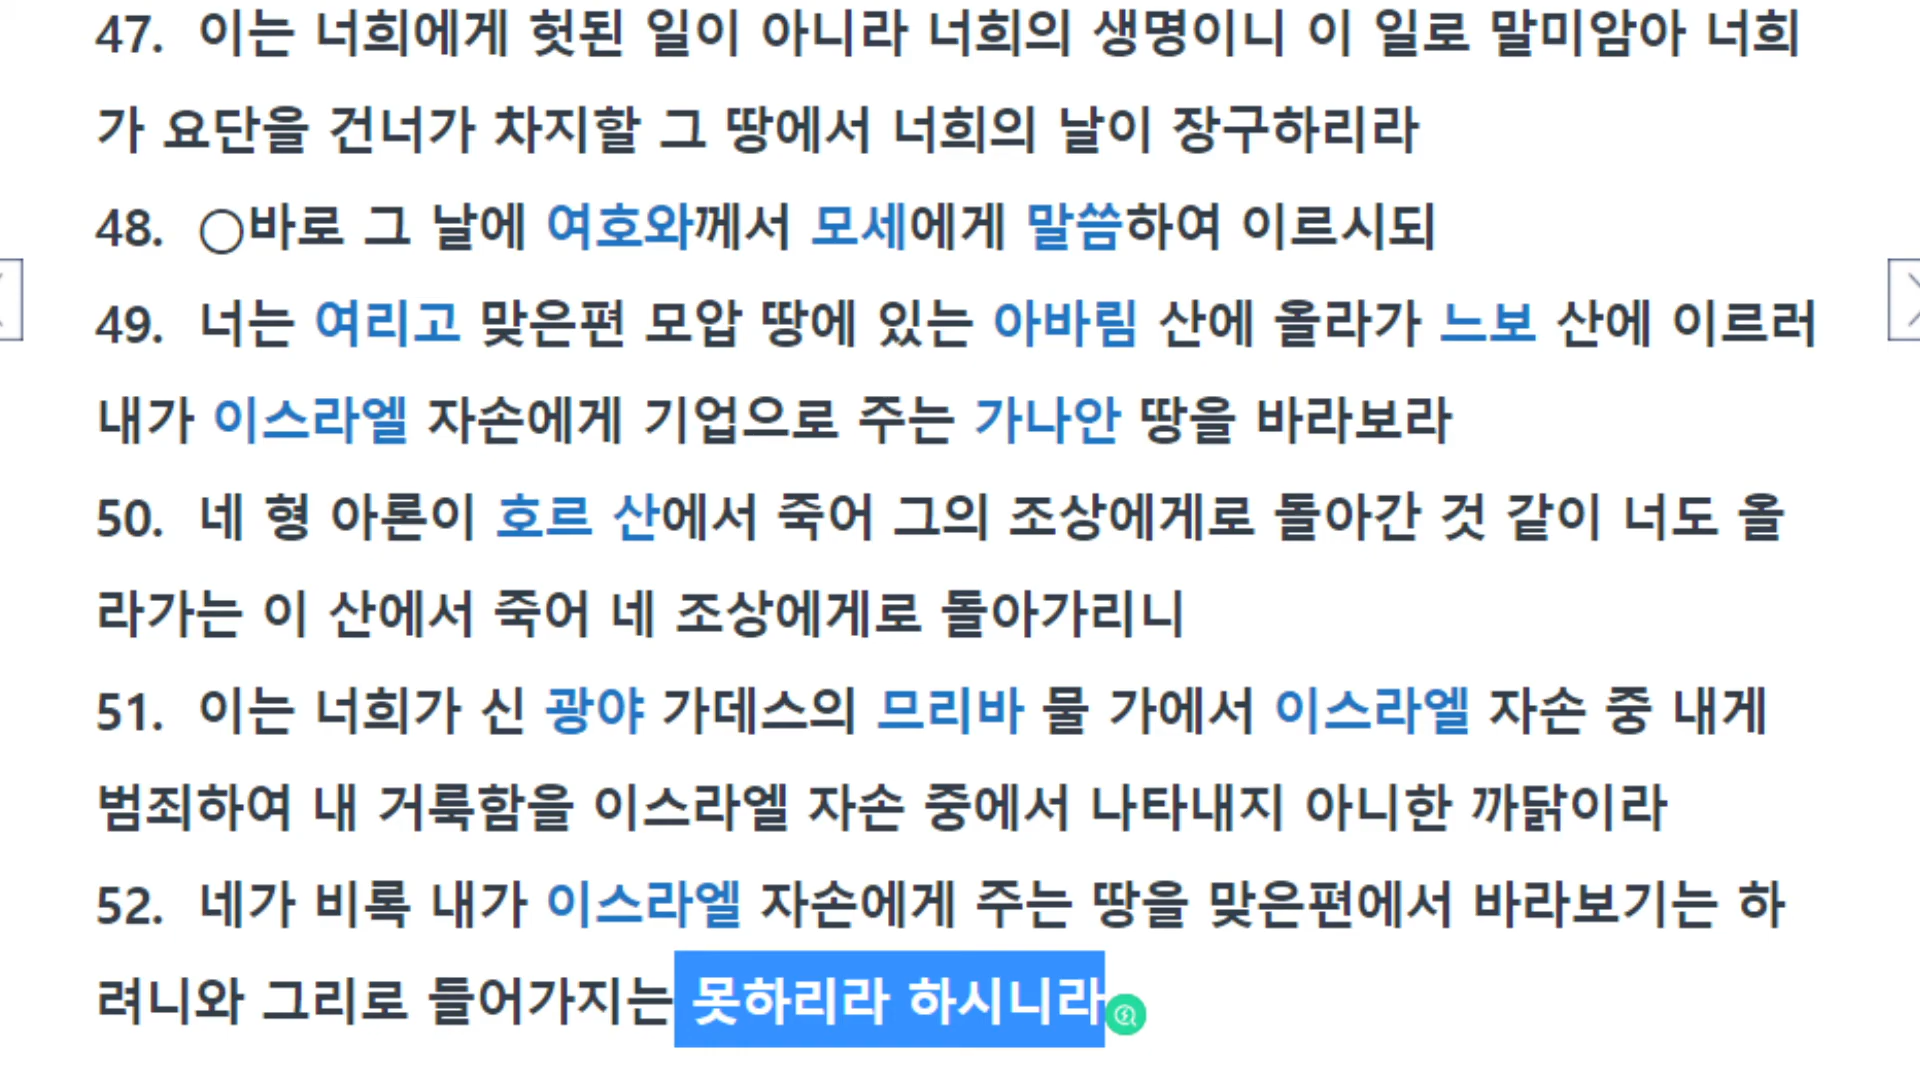 47. 이는 너희에게 헛된 일이 아니라 너희의 생명이니 이 일로 말미암아 너희
가 요단을 건너가 차지할 그 땅에서 너희의 날이 장구하리라
48. ○바로 그 날에 여호와께서 모세에게 말씀하여 이르시되
49. 너는 여리고 맞은편 모압 땅에 있는 아바림 산에 올라가 느보 산에 이르러
내가 이스라엘 자손에게 기업으로 주는 가나안 땅을 바라보라
50. 네 형 아론이 호르 산에서 죽어 그의 조상에게로 돌아간 것 같이 너도 올
라가는 이 산에서 죽어 네 조상에게로 돌아가리니
51. 이는 너희가 신 광야 가데스의 므리바 물 가에서 이스라엘 자손 중 내게
범죄하여 내 거룩함을 이스라엘 자손 중에서 나타내지 아니한 까닭이라
52. 네가 비록 내가 이스라엘 자손에게 주는 땅을 맞은편에서 바라보기는 하
려니와 그리로 들어가지는 못하리라 하시니라